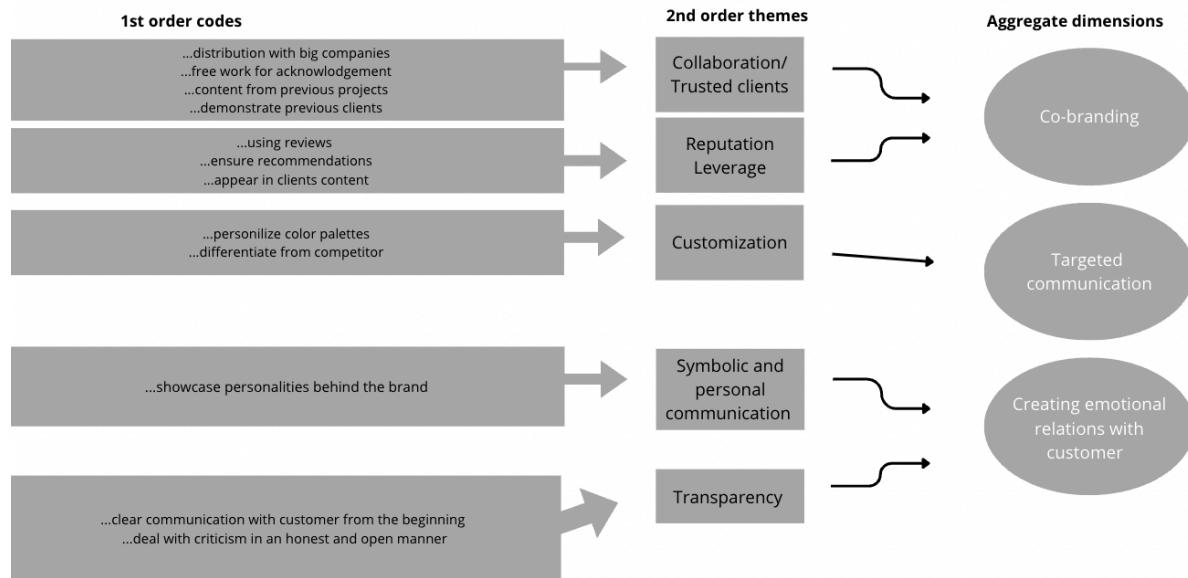 1st order codes
2nd order themes
Aggregate dimensions
...distribution with big companies
...free work for acknowlodgement
...content from previous projects
...demonstrate previous clients
Collaboration/
Trusted clients
Co-branding
...using reviews
...ensure recommendations
...appear in clients content
Reputation
Leverage
...personilize color palettes
...differentiate from competitor
Customization
Targeted
communication
...showcase personalities behind the brand
Symbolic and
personal
communication
Creating emotional
relations with
customer
...clear communication with customer from the beginning
...deal with criticism in an honest and open manner
Transparency